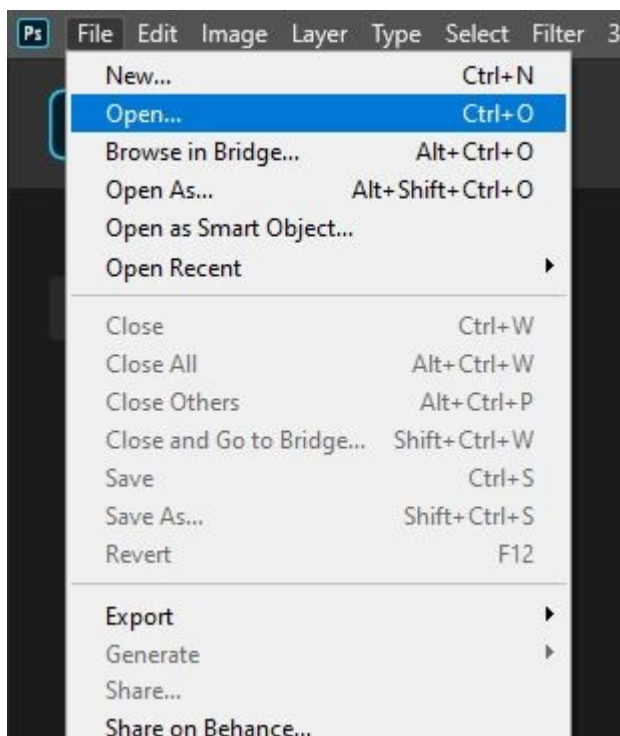 Ps File Edit Image Layer Type Select Filter 3
New... Ctrl+N
Open... Ctrl+O
Browse in Bridge... Alt+Ctrl+O
Open As... Alt+Shift+Ctrl+O
Open as Smart Object...
Open Recent
Close Ctrl+W
Close All Alt+Ctrl+W
Close Others Alt+Ctrl+P
Close and Go to Bridge... Shift+Ctrl+W
Save Ctrl+S
Save As... Shift+Ctrl+S
Revert F12
Export
Generate
Share...
Share on Behance...